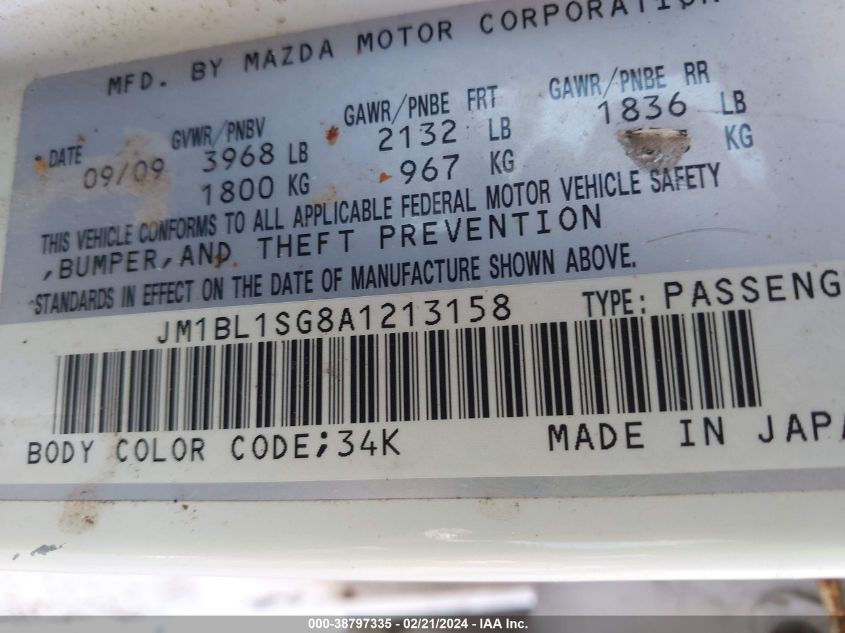 MFD. BY MAZDA MOTOR CORPORATION
DATE GVWR/PNBV GAWR/PNBE FRT GAWR/PNBE RR
09/09 3968 LB 2132 LB 1836 LB
1800 KG 967 KG KG
THIS VEHICLE CONFORMS TO ALL APPLICABLE FEDERAL MOTOR VEHICLE SAFETY
,BUMPER,AND THEFT PREVENTION
STANDARDS IN EFFECT ON THE DATE OF MANUFACTURE SHOWN ABOVE.
JM1BL1SG8A1213158 TYPE: PASSENG
BODY COLOR CODE;34K MADE IN JAPA
000-38797335 - 02/21/2024 - IAA Inc.